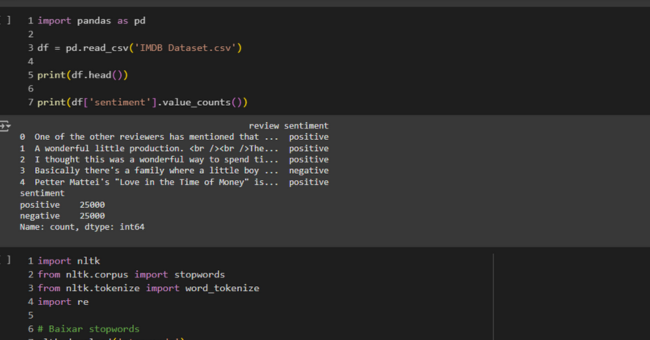 [ ] 1 import pandas as pd
2
3 df = pd.read_csv('IMDB Dataset.csv')
4
5 print(df.head())
6
7 print(df['sentiment'].value_counts())
review sentiment
0 One of the other reviewers has mentioned that ... positive
1 A wonderful little production. <br /><br />The... positive
2 I thought this was a wonderful way to spend ti... positive
3 Basically there's a family where a little boy ... negative
4 Petter Mattei's "Love in the Time of Money" is... positive
sentiment
positive 25000
negative 25000
Name: count, dtype: int64
[ ] 1 import nltk
2 from nltk.corpus import stopwords
3 from nltk.tokenize import word_tokenize
4 import re
5
6 # Baixar stopwords